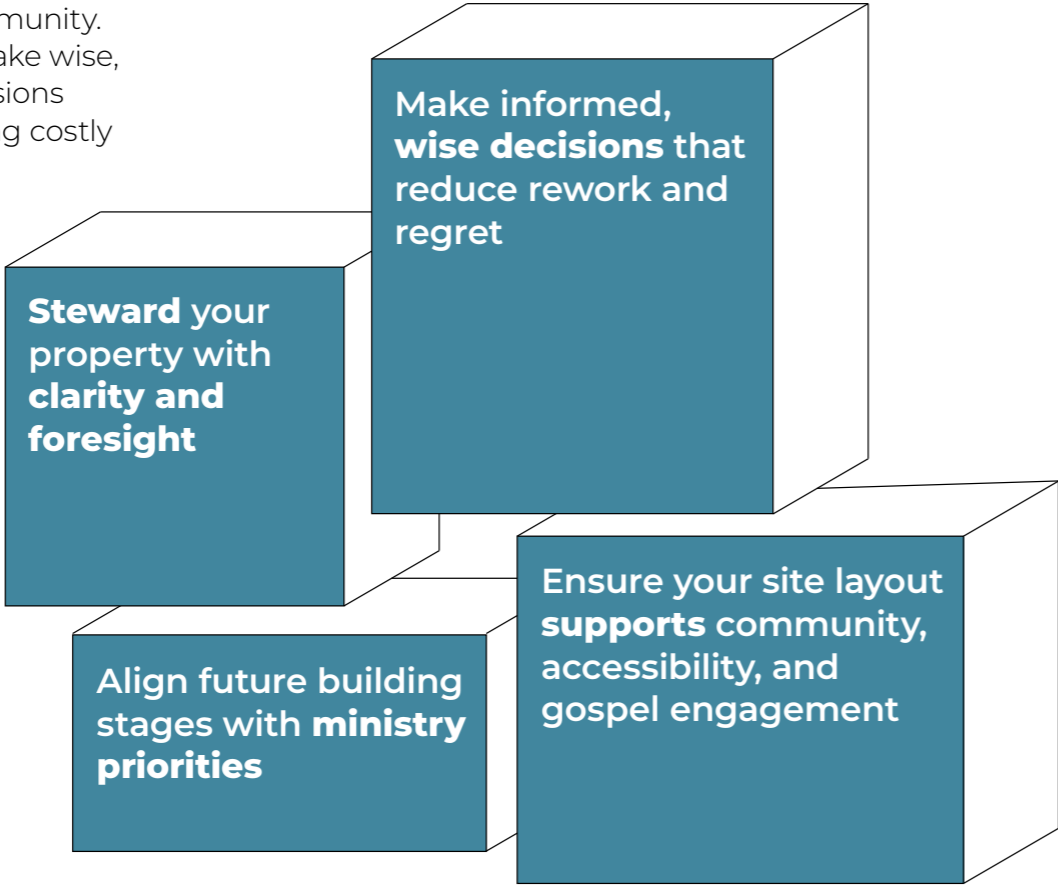 munity.
ake wise,
sions
g costly
Make informed,
wise decisions that
reduce rework and
regret
Steward your
property with
clarity and
foresight
Ensure your site layout
supports community,
accessibility, and
gospel engagement
Align future building
stages with ministry
priorities